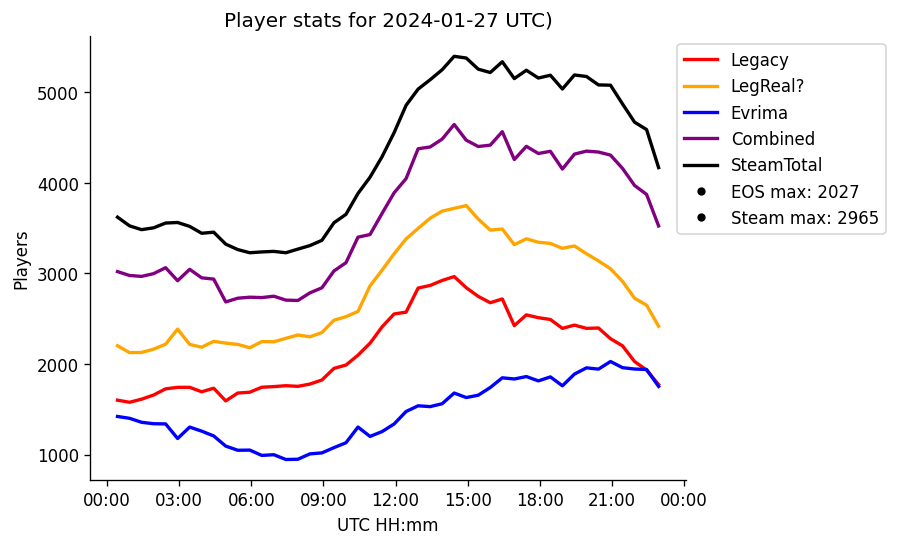 Player stats for 2024-01-27 UTC)
Legacy
LegReal?
Evrima
Combined
SteamTotal
EOS max: 2027
Steam max: 2965
Players
5000
4000
3000
2000
1000
00:00 03:00 06:00 09:00 12:00 15:00 18:00 21:00 00:00
UTC HH:mm